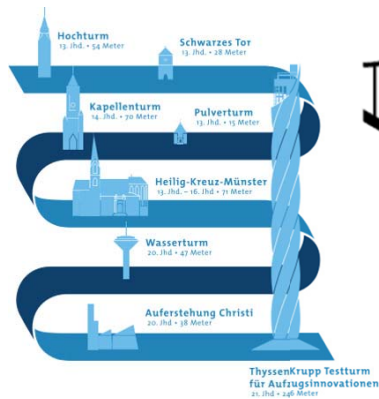 Hochturm
13. Jhd. • 54 Meter
Schwarzes Tor
13. Jhd • 28 Meter
Kapellenturm
14. Jhd. • 70 Meter
Pulverturm
13. Jhd • 15 Meter
Heilig-Kreuz-Münster
13. Jhd. – 16. Jhd • 71 Meter
Wasserturm
20. Jhd • 47 Meter
Auferstehung Christi
20. Jhd • 38 Meter
ThyssenKrupp Testturm
für Aufzugsinnovationen
21. Jhd • 246 Meter